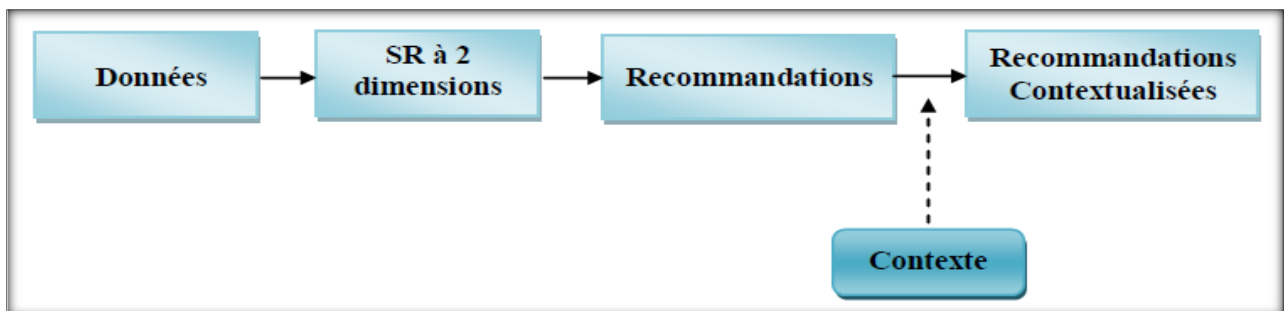 Données
SR à 2
dimensions
Recommandations
Recommandations
Contextualisées
Contexte